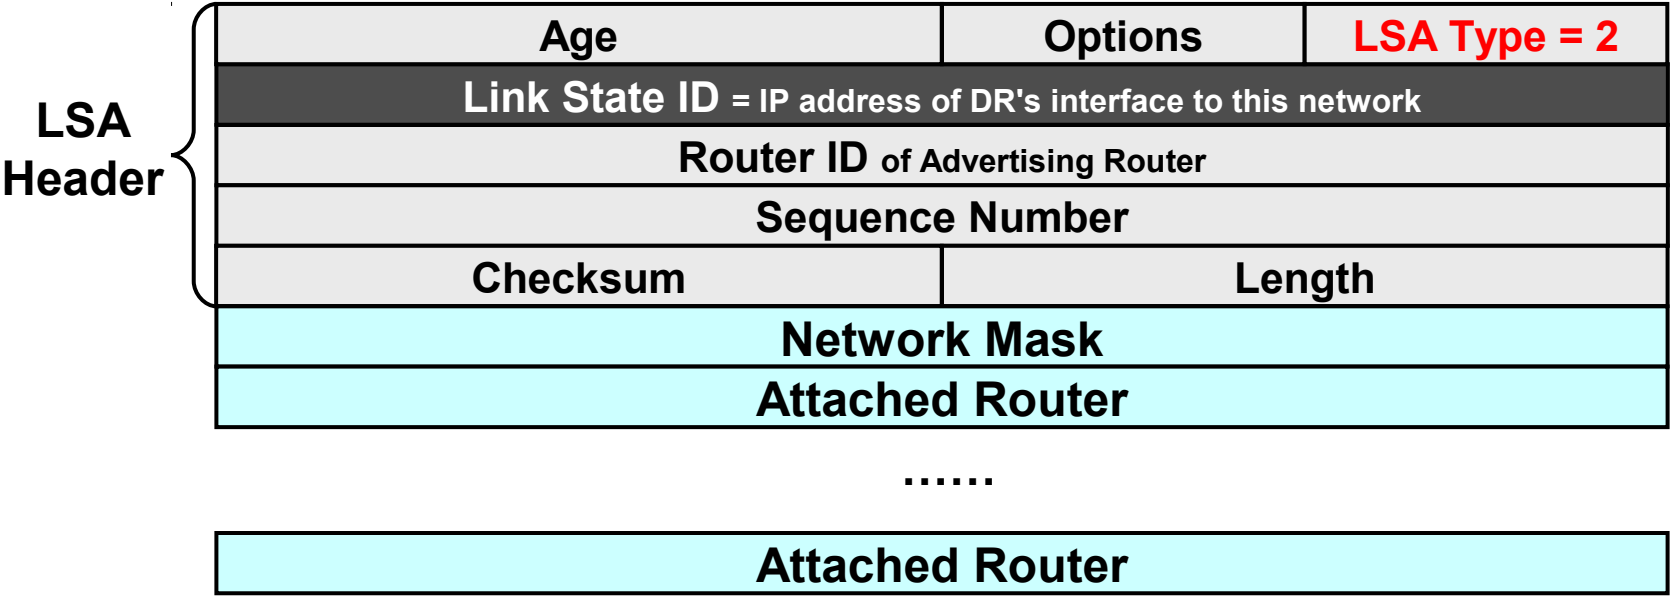 Age Options LSA Type = 2
Link State ID = IP address of DR's interface to this network
LSA
Header
Router ID of Advertising Router
Sequence Number
Checksum Length
Network Mask
Attached Router
......
Attached Router